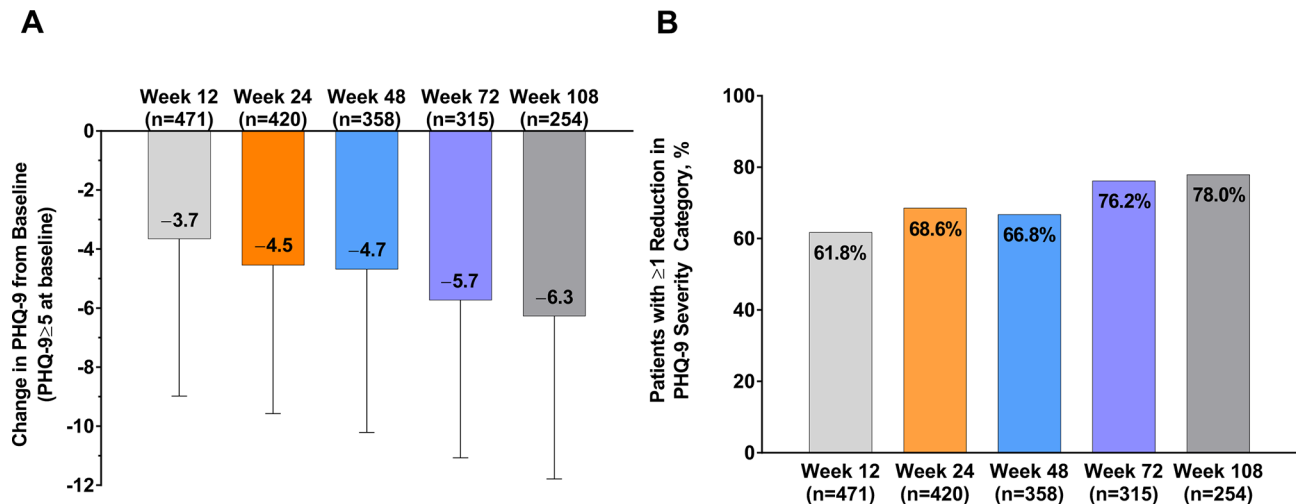 A
Week 12 Week 24 Week 48 Week 72 Week 108
(n=471) (n=420) (n=358) (n=315) (n=254)
Change in PHQ-9 from Baseline
(PHQ-9≥5 at baseline)
0
-2
-4
-6
-8
-10
-12
−3.7
−4.5
−4.7
−5.7
−6.3
B
Patients with ≥1 Reduction in
PHQ-9 Severity Category, %
100
80
60
40
20
0
61.8%
68.6%
66.8%
76.2%
78.0%
Week 12 Week 24 Week 48 Week 72 Week 108
(n=471) (n=420) (n=358) (n=315) (n=254)